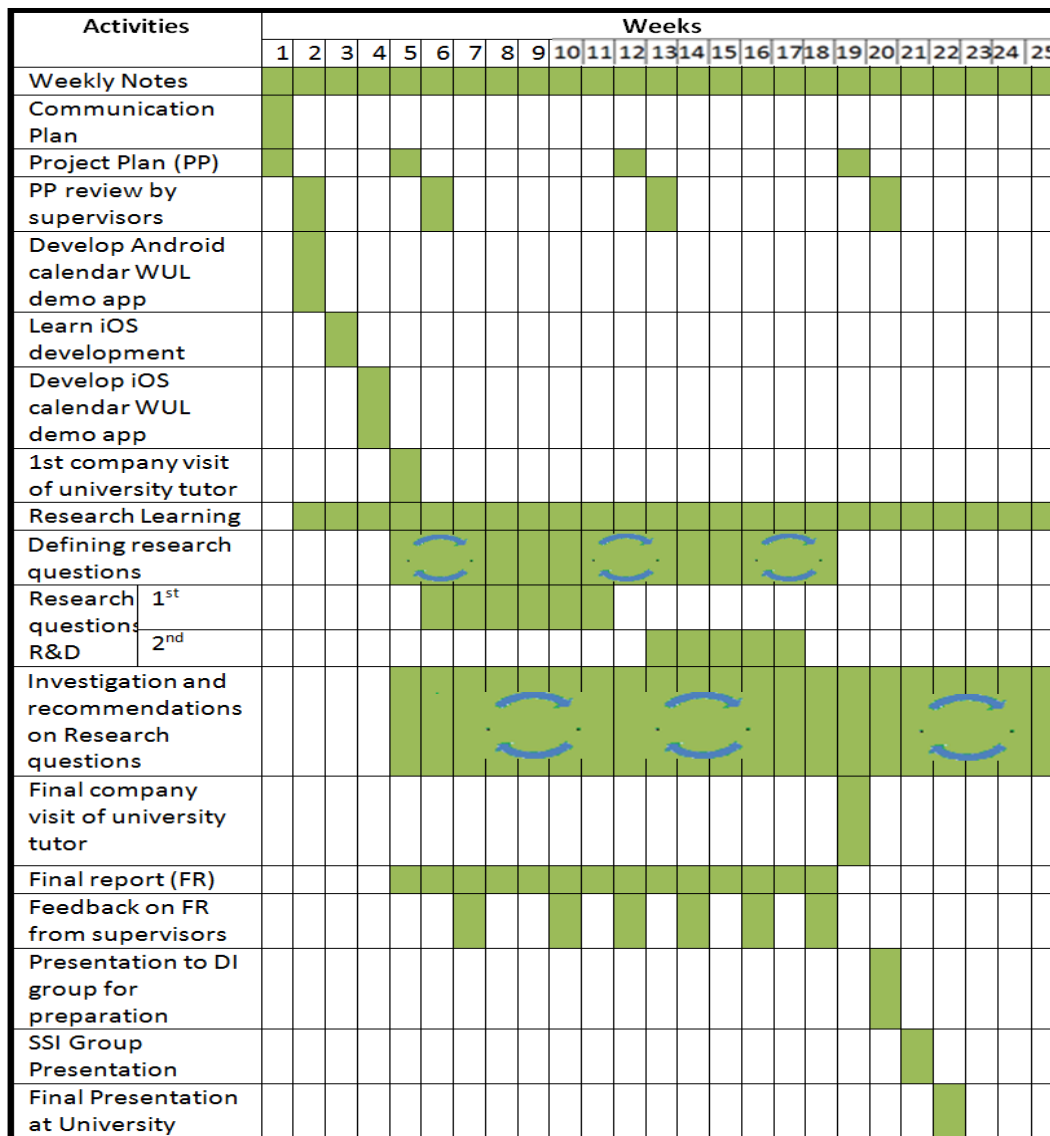 Activities
Weeks
1 2 3 4 5 6 7 8 9 10 11 12 13 14 15 16 17 18 19 20 21 22 23 24 25
Weekly Notes
Communication
Plan
Project Plan (PP)
PP review by
supervisors
Develop Android
calendar WUL
demo app
Learn iOS
development
Develop iOS
calendar WUL
demo app
1st company visit
of university tutor
Research Learning
Defining research
questions
Research
questions
R&D
1st
2nd
Investigation and
recommendations
on Research
questions
Final company
visit of university
tutor
Final report (FR)
Feedback on FR
from supervisors
Presentation to DI
group for
preparation
SSI Group
Presentation
Final Presentation
at University